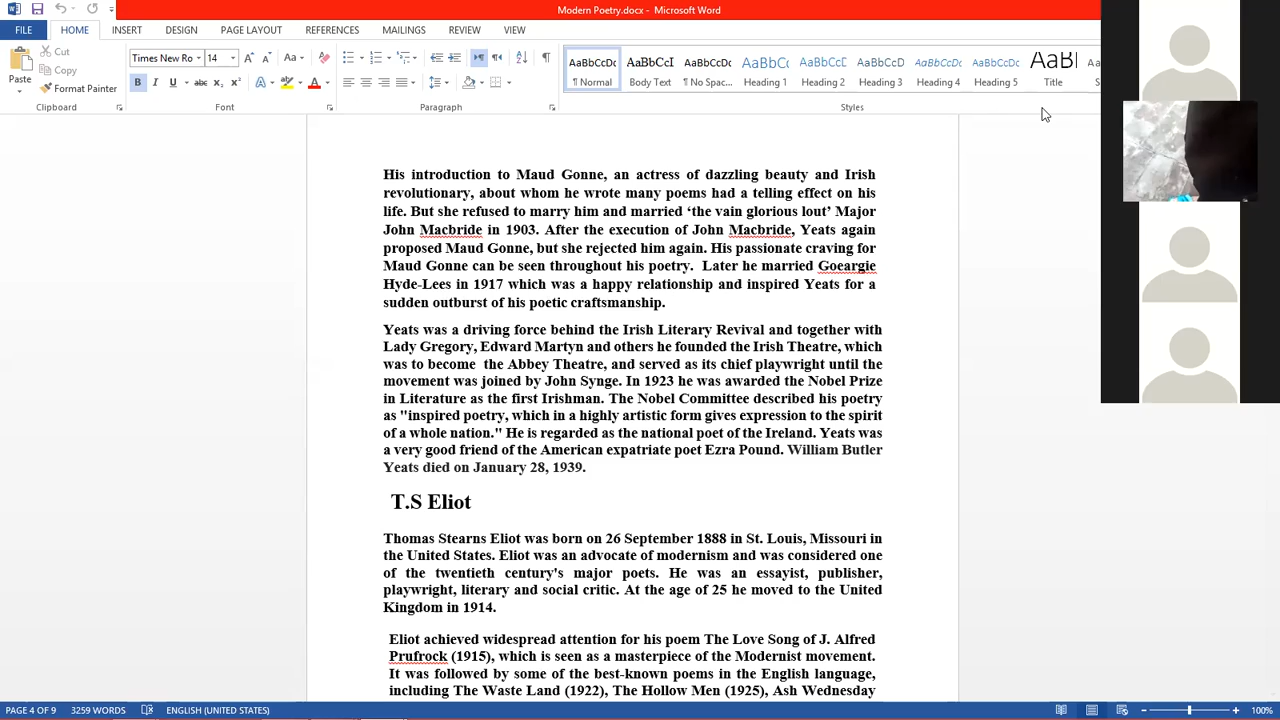 Modern Poetry.docx - Microsoft Word
FILE HOME INSERT DESIGN PAGE LAYOUT REFERENCES MAILINGS REVIEW VIEW
Paste
Cut
Copy
Format Painter
Times New Ro 14
Aa
B I U abc x₂ x² A ab A
AaBbCcDc AaBbCcI AaBbCcDc AaBbC AaBbCcD AaBbCcD AaBbCcDc AaBbCcDc AaBl
¶ Normal Body Text ¶ No Spac... Heading 1 Heading 2 Heading 3 Heading 4 Heading 5 Title
Clipboard Font Paragraph Styles
His introduction to Maud Gonne, an actress of dazzling beauty and Irish
revolutionary, about whom he wrote many poems had a telling effect on his
life. But she refused to marry him and married ‘the vain glorious lout’ Major
John Macbride in 1903. After the execution of John Macbride, Yeats again
proposed Maud Gonne, but she rejected him again. His passionate craving for
Maud Gonne can be seen throughout his poetry. Later he married Goeargie
Hyde-Lees in 1917 which was a happy relationship and inspired Yeats for a
sudden outburst of his poetic craftsmanship.
Yeats was a driving force behind the Irish Literary Revival and together with
Lady Gregory, Edward Martyn and others he founded the Irish Theatre, which
was to become the Abbey Theatre, and served as its chief playwright until the
movement was joined by John Synge. In 1923 he was awarded the Nobel Prize
in Literature as the first Irishman. The Nobel Committee described his poetry
as "inspired poetry, which in a highly artistic form gives expression to the spirit
of a whole nation." He is regarded as the national poet of the Ireland. Yeats was
a very good friend of the American expatriate poet Ezra Pound. William Butler
Yeats died on January 28, 1939.
T.S Eliot
Thomas Stearns Eliot was born on 26 September 1888 in St. Louis, Missouri in
the United States. Eliot was an advocate of modernism and was considered one
of the twentieth century's major poets. He was an essayist, publisher,
playwright, literary and social critic. At the age of 25 he moved to the United
Kingdom in 1914.
Eliot achieved widespread attention for his poem The Love Song of J. Alfred
Prufrock (1915), which is seen as a masterpiece of the Modernist movement.
It was followed by some of the best-known poems in the English language,
including The Waste Land (1922), The Hollow Men (1925), Ash Wednesday
PAGE 4 OF 9 3259 WORDS ENGLISH (UNITED STATES) 100%